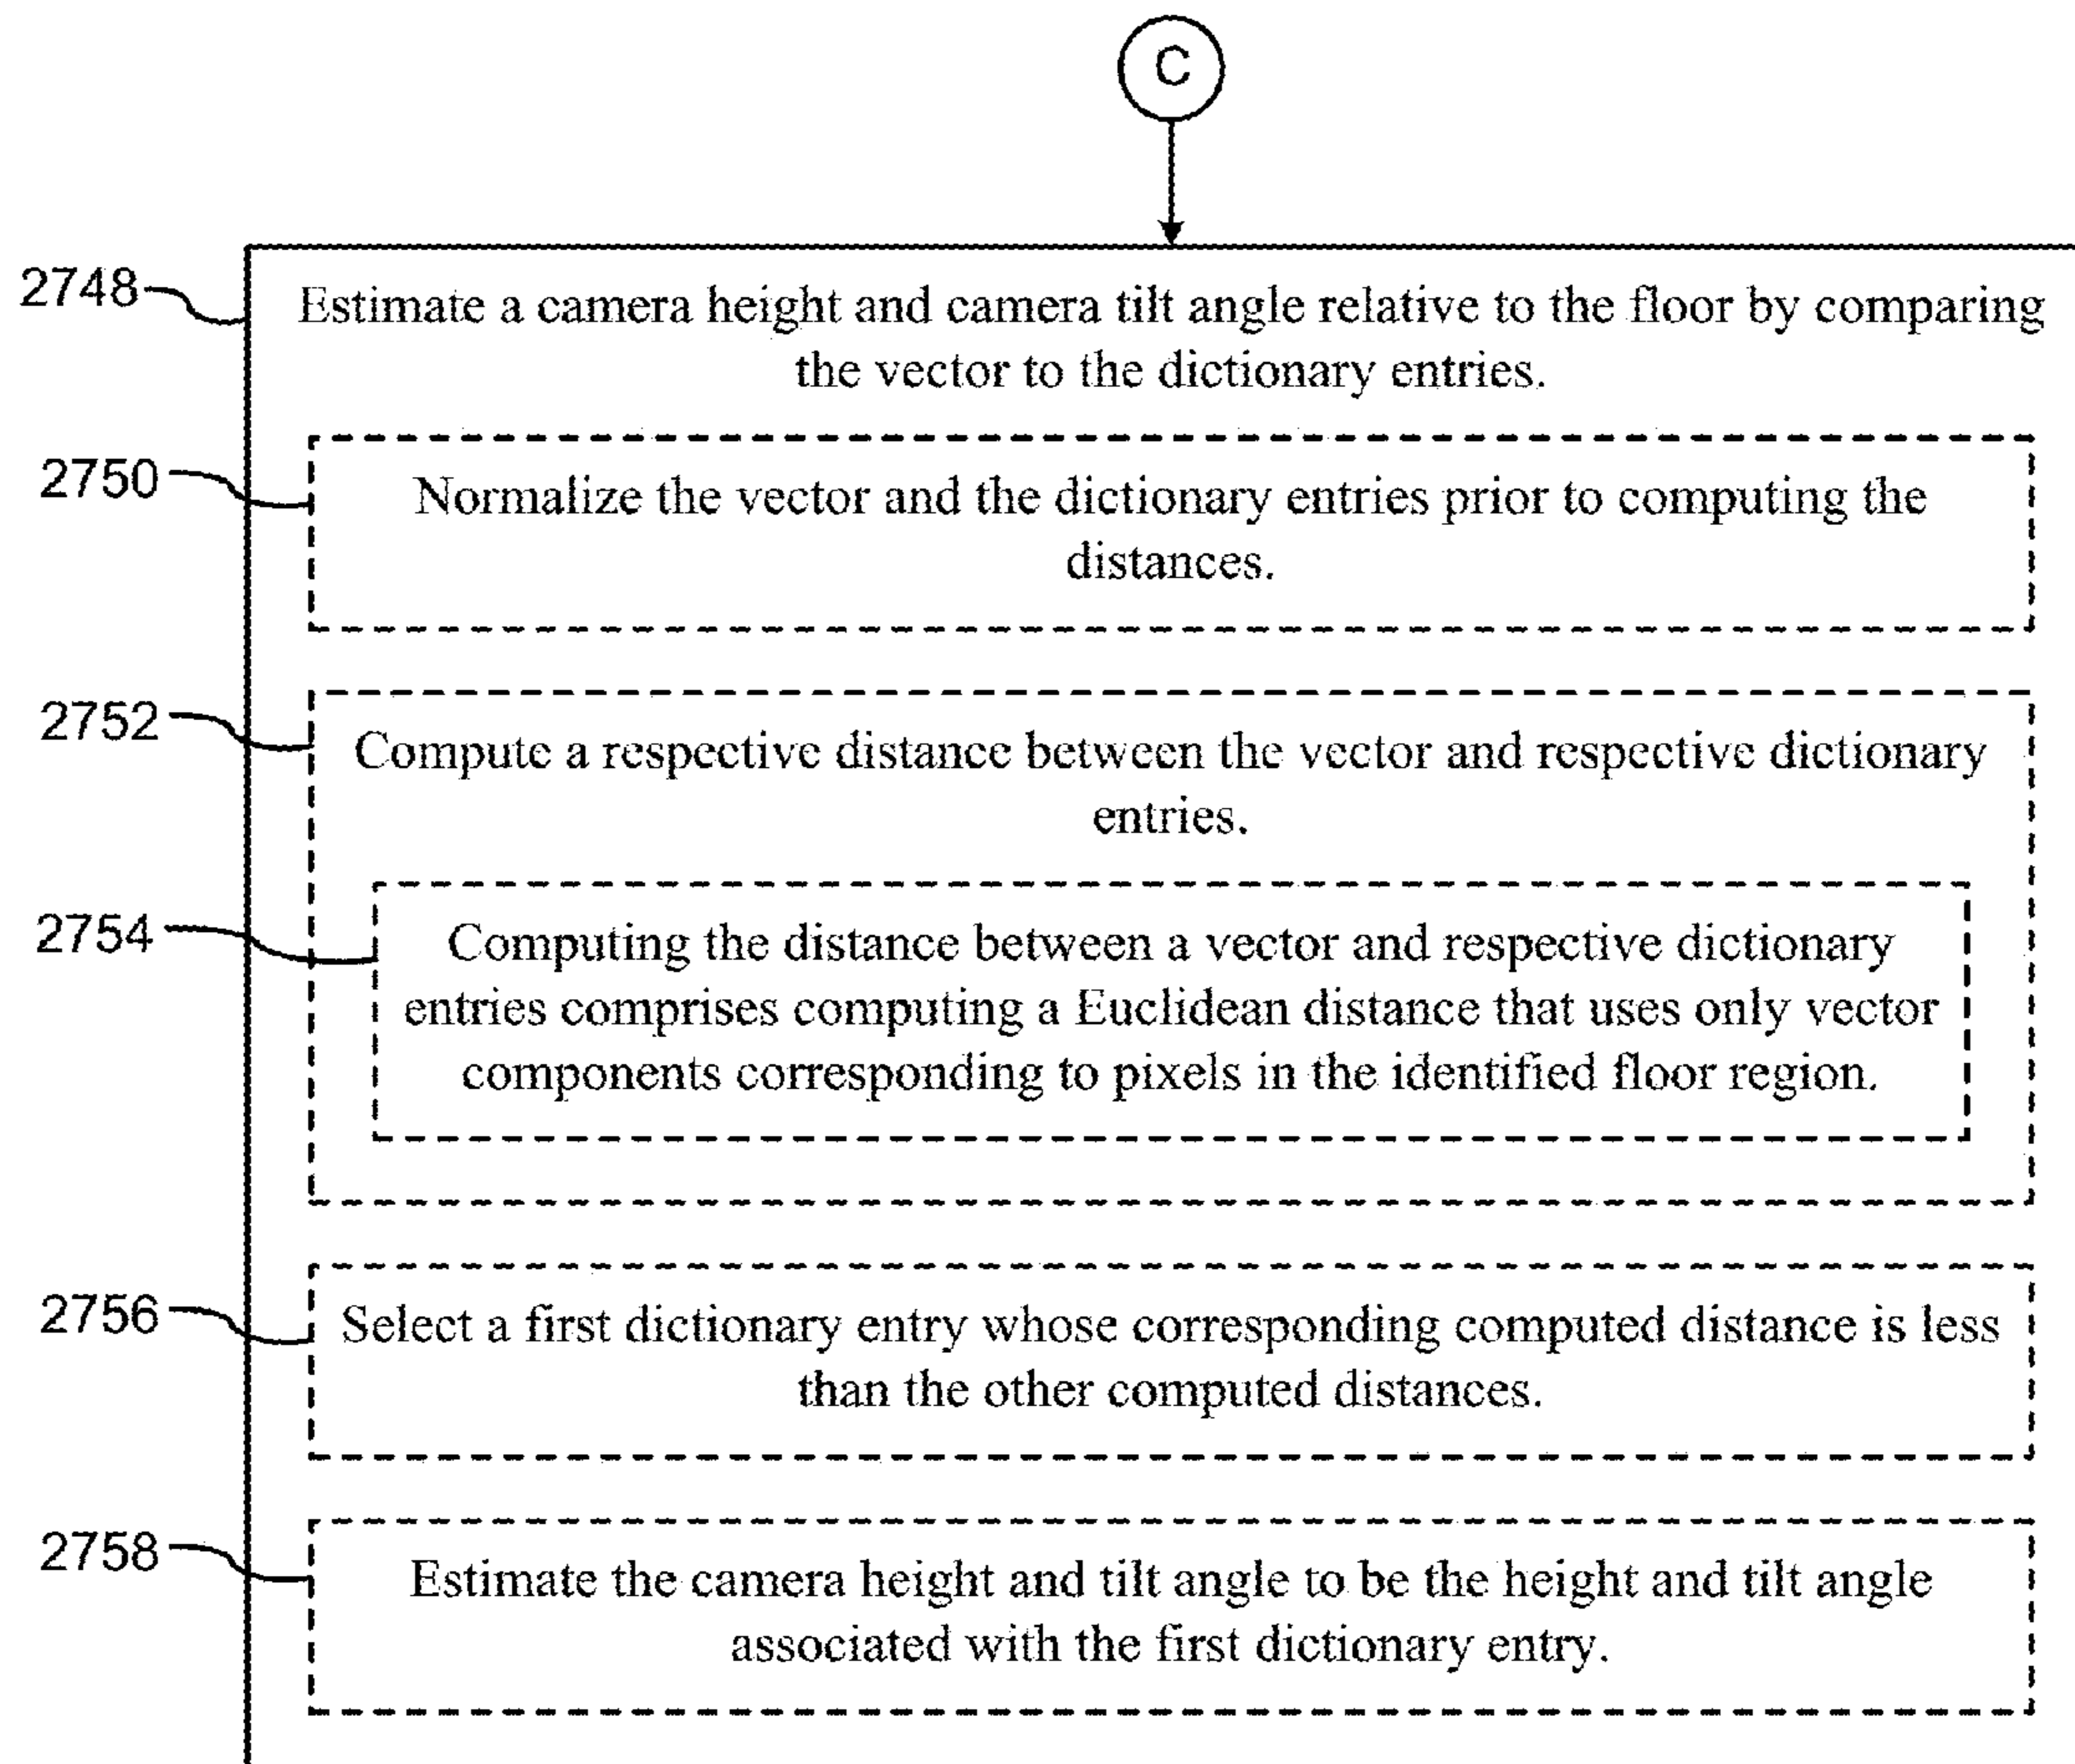 C
2748
Estimate a camera height and camera tilt angle relative to the floor by comparing
the vector to the dictionary entries.
2750
Normalize the vector and the dictionary entries prior to computing the
distances.
2752
Compute a respective distance between the vector and respective dictionary
entries.
2754
Computing the distance between a vector and respective dictionary
entries comprises computing a Euclidean distance that uses only vector
components corresponding to pixels in the identified floor region.
2756
Select a first dictionary entry whose corresponding computed distance is less
than the other computed distances.
2758
Estimate the camera height and tilt angle to be the height and tilt angle
associated with the first dictionary entry.